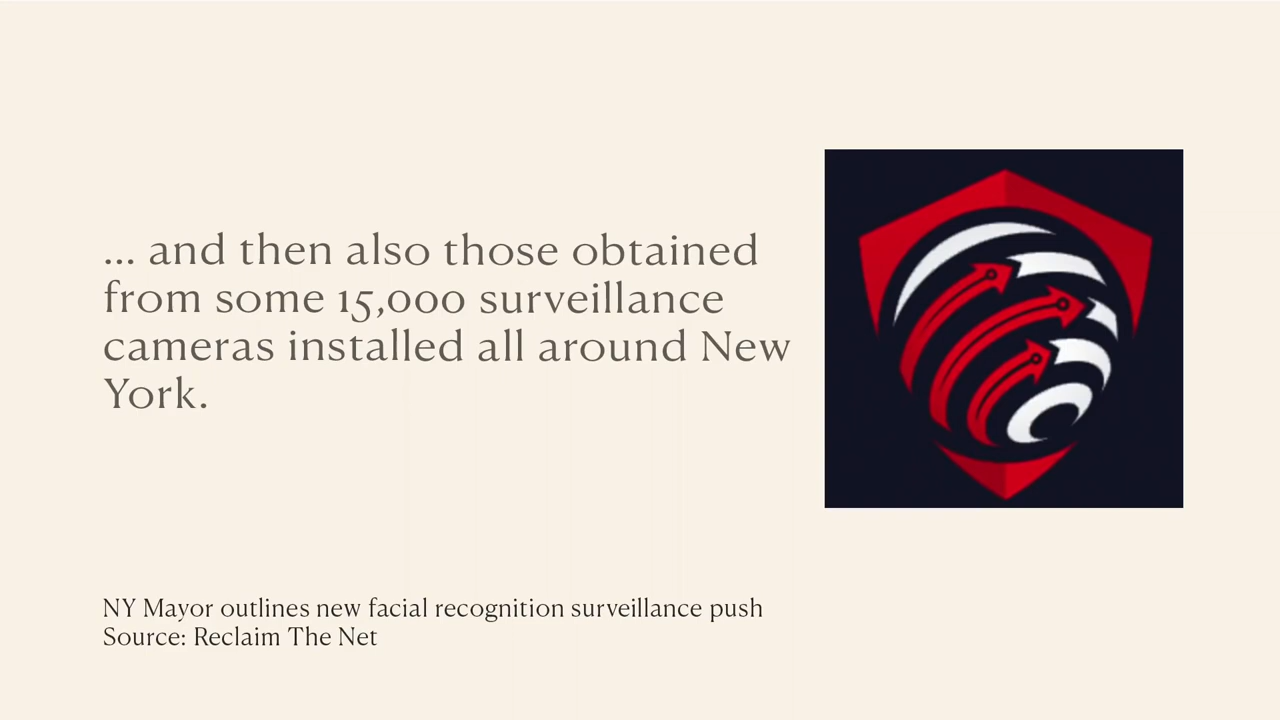 ... and then also those obtained
from some 15,000 surveillance
cameras installed all around New
York.
NY Mayor outlines new facial recognition surveillance push
Source: Reclaim The Net